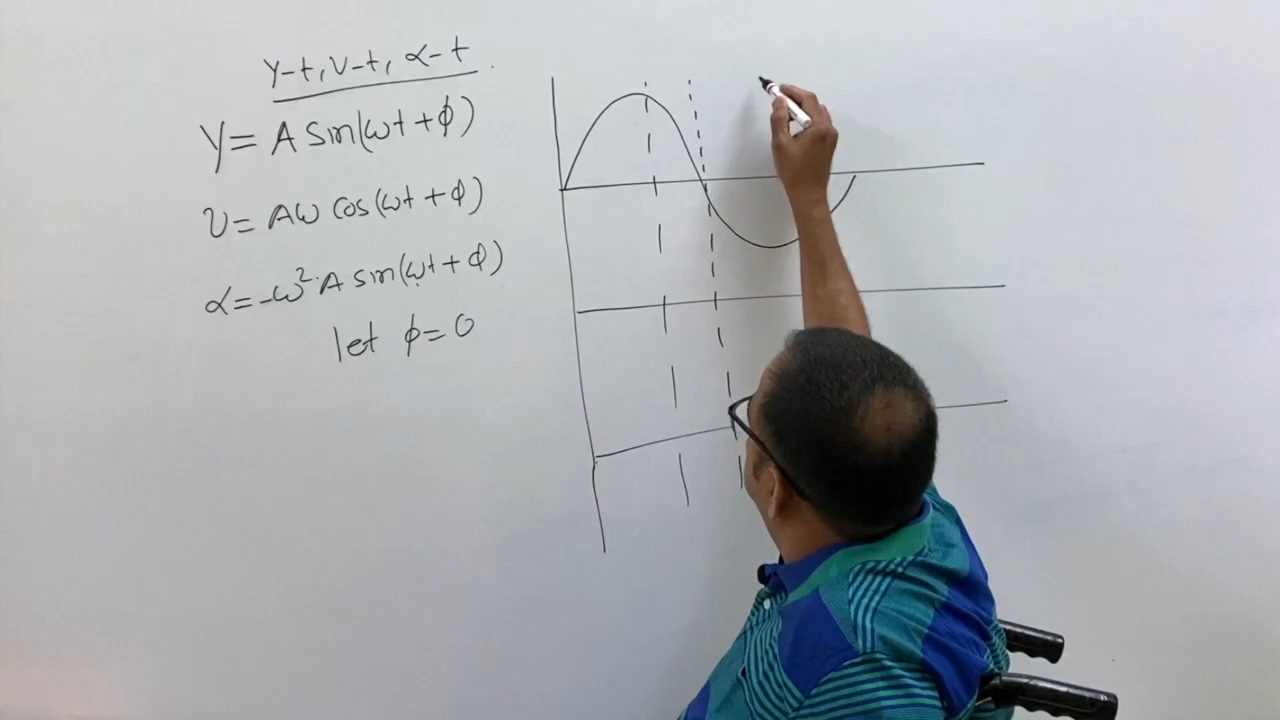 Y-t, V-t, α-t
Y = A sin(ωt + ϕ)
v = Aω cos(ωt + ϕ)
α = -ω². A sin(ωt + ϕ)
let ϕ = 0